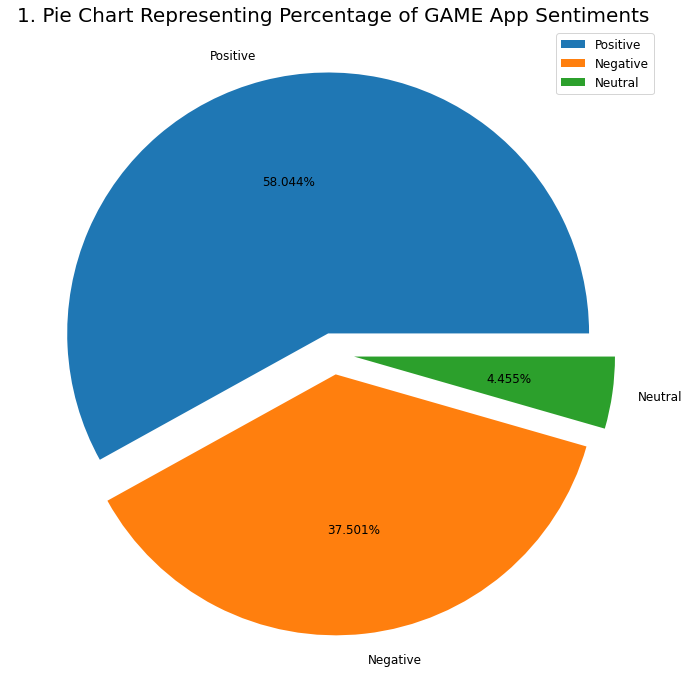 1. Pie Chart Representing Percentage of GAME App Sentiments
Positive
Negative
Neutral
Positive
58.044%
4.455%
Neutral
37.501%
Negative